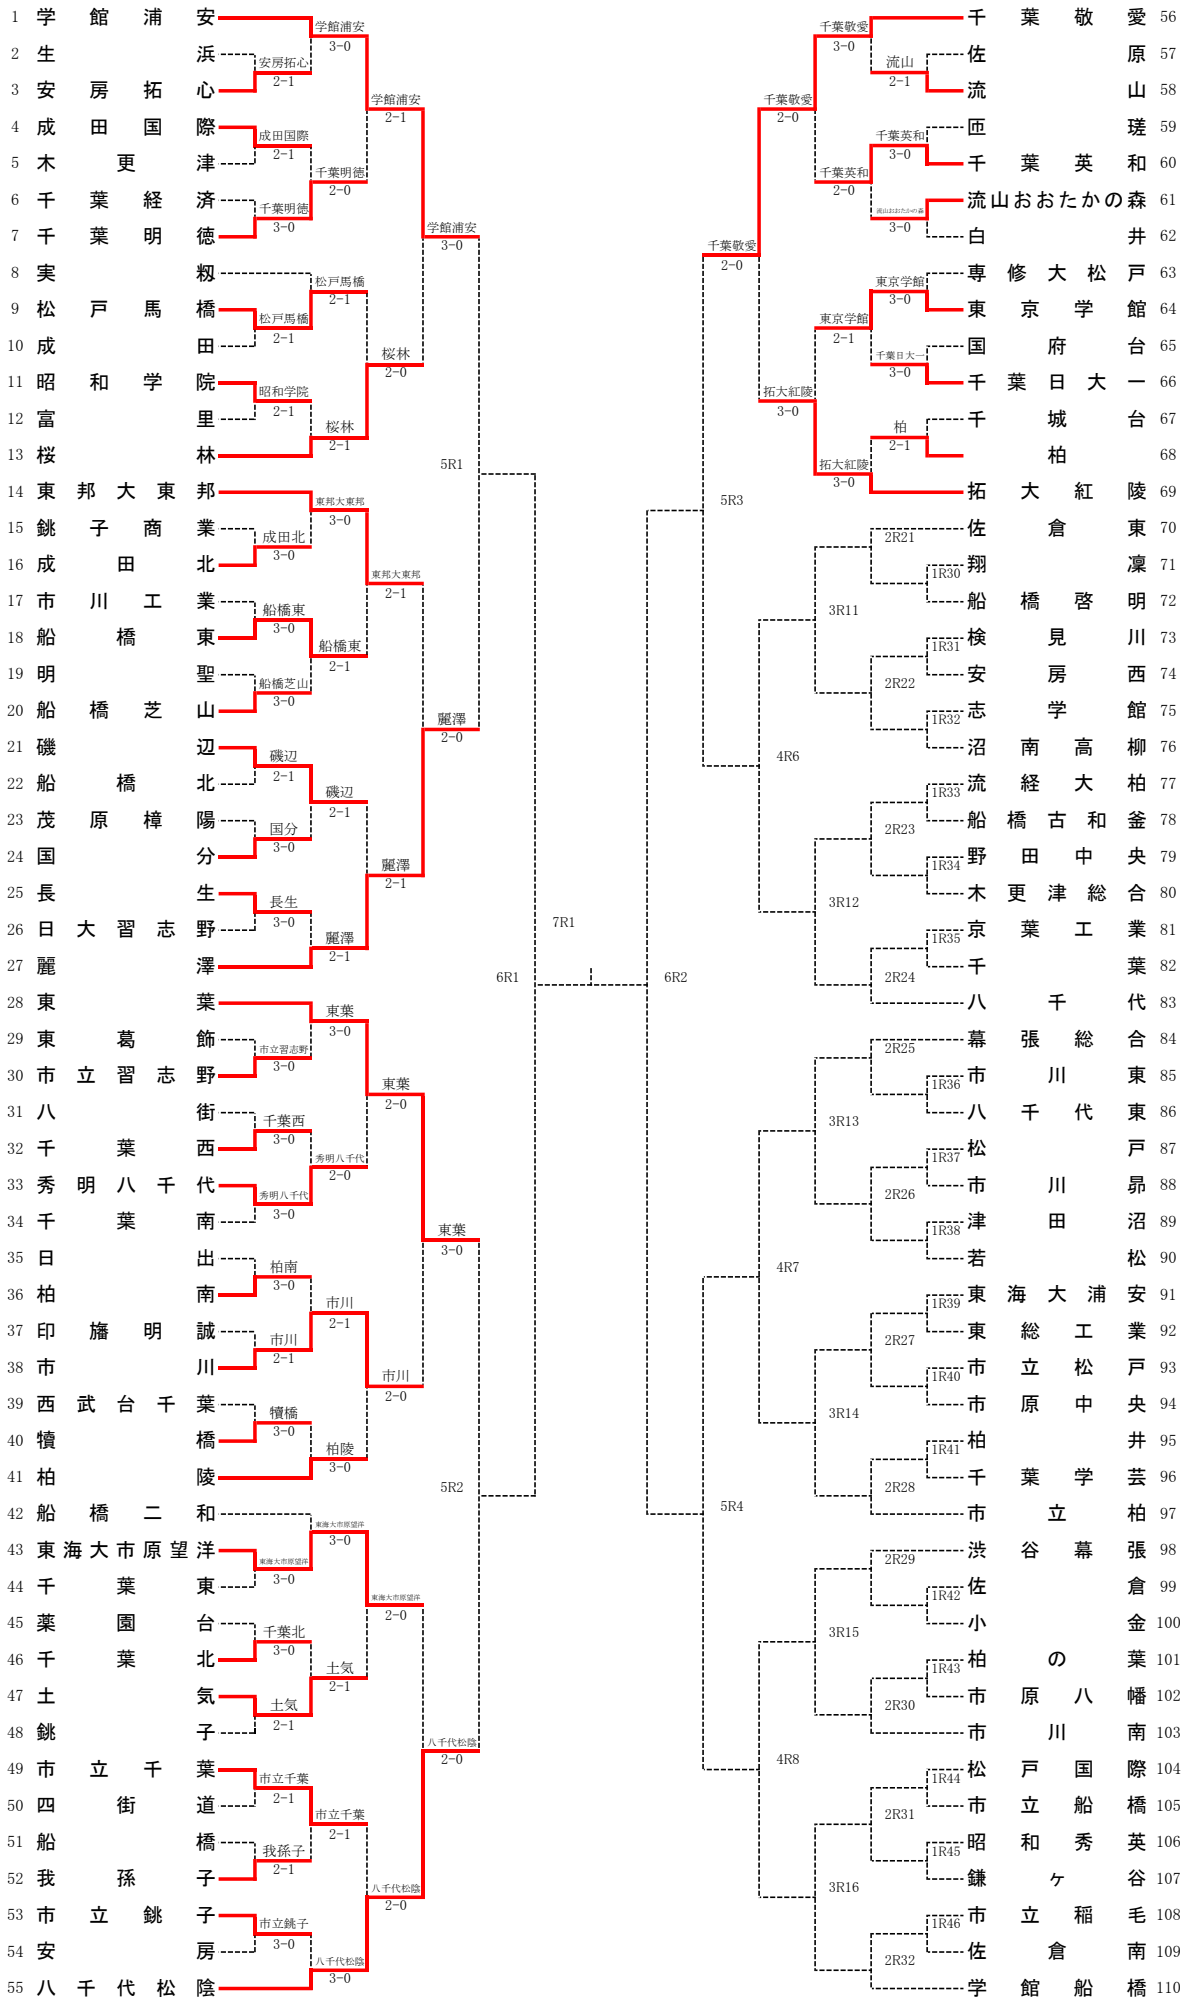 1 学館浦安
2 生浜
3 安房拓心
4 成田国際
5 木更津
6 千葉経済
7 千葉明徳
8 実籾
9 松戸馬橋
10 成田
11 昭和学院
12 富里
13 桜林
14 東邦大東邦
15 銚子商業
16 成田北
17 市川工業
18 船橋東
19 明聖
20 船橋芝山
21 磯辺
22 船橋北
23 茂原樟陽
24 国分
25 長生
26 日大習志野
27 麗澤
28 東葉
29 東葛飾
30 市立習志野
31 八街
32 千葉西
33 秀明八千代
34 千葉南
35 日出
36 柏南
37 印旛明誠
38 市川
39 西武台千葉
40 犢橋
41 柏陵
42 船橋二和
43 東海大市原望洋
44 千葉東
45 薬園台
46 千葉北
47 土気
48 銚子
49 市立千葉
50 四街道
51 船橋
52 我孫子
53 市立銚子
54 安房
55 八千代松陰
安房拓心
2-1
成田国際
2-1
千葉明徳
3-0
松戸馬橋
2-1
昭和学院
2-1
成田北
3-0
船橋東
3-0
船橋芝山
3-0
磯辺
2-1
国分
3-0
長生
3-0
市立習志野
3-0
千葉西
3-0
秀明八千代
3-0
柏南
3-0
市川
2-1
犢橋
3-0
東海大市原望洋
3-0
千葉北
3-0
土気
2-1
市立千葉
2-1
我孫子
2-1
市立銚子
3-0
学館浦安
3-0
千葉明徳
2-0
松戸馬橋
2-1
桜林
2-1
東邦大東邦
3-0
船橋東
2-1
磯辺
2-1
麗澤
2-1
東葉
3-0
秀明八千代
2-0
市川
2-1
柏陵
3-0
東海大市原望洋
3-0
土気
2-1
市立千葉
2-1
八千代松陰
3-0
学館浦安
2-1
桜林
2-0
東邦大東邦
2-1
麗澤
2-1
東葉
2-0
市川
2-0
東海大市原望洋
2-0
八千代松陰
2-0
学館浦安
3-0
麗澤
2-0
東葉
3-0
八千代松陰
2-0
5R1
5R2
6R1
7R1
6R2
5R3
5R4
千葉敬愛
2-0
4R6
4R7
4R8
千葉敬愛
2-0
拓大紅陵
3-0
3R11
3R12
3R13
3R14
3R15
3R16
千葉敬愛
3-0
千葉英和
2-0
東京学館
2-1
拓大紅陵
3-0
2R21
2R22
2R23
2R24
2R25
2R26
2R27
2R28
2R29
2R30
2R31
2R32
流山
2-1
千葉英和
3-0
流山おおたかの森
3-0
東京学館
3-0
千葉日大一
3-0
柏
2-1
1R30
1R31
1R32
1R33
1R34
1R35
1R36
1R37
1R38
1R39
1R40
1R41
1R42
1R43
1R44
1R45
1R46
千葉敬愛 56
佐原 57
流山 58
匝瑳 59
千葉英和 60
流山おおたかの森 61
白井 62
専修大松戸 63
東京学館 64
国府台 65
千葉日大一 66
千城台 67
柏 68
拓大紅陵 69
佐倉東 70
翔凜 71
船橋啓明 72
検見川 73
安房西 74
志学館 75
沼南高柳 76
流経大柏 77
船橋古和釜 78
野田中央 79
木更津総合 80
京葉工業 81
千葉 82
八千代 83
幕張総合 84
市川東 85
八千代東 86
松戸 87
市川昴 88
津田沼 89
若松 90
東海大浦安 91
東総工業 92
市立松戸 93
市原中央 94
柏井 95
千葉学芸 96
市立柏 97
渋谷幕張 98
佐倉 99
小金 100
柏の葉 101
市原八幡 102
市川南 103
松戸国際 104
市立船橋 105
昭和秀英 106
鎌ヶ谷 107
市立稲毛 108
佐倉南 109
学館船橋 110